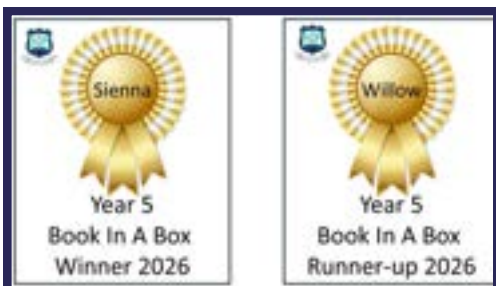 Sienna
Year 5
Book In A Box
Winner 2026
Willow
Year 5
Book In A Box
Runner-up 2026